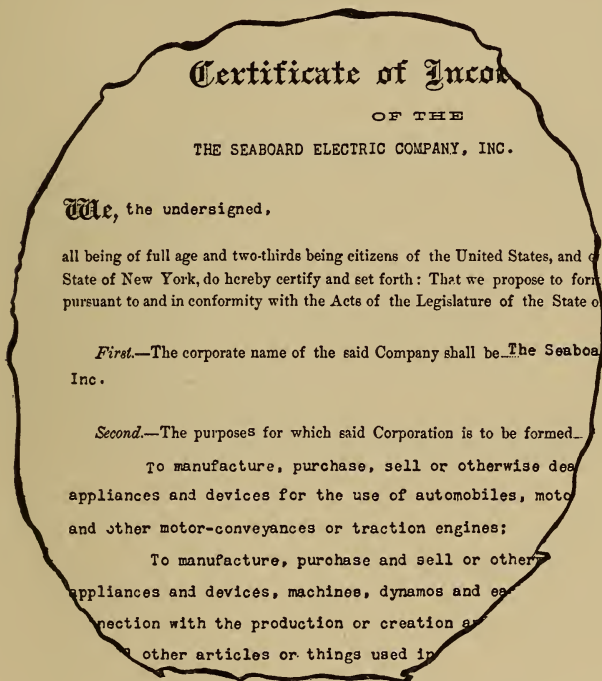 Certificate of Incor
OF THE
THE SEABOARD ELECTRIC COMPANY, INC.
We, the undersigned,
all being of full age and two-thirds being citizens of the United States, and
State of New York, do hereby certify and set forth: That we propose to for
pursuant to and in conformity with the Acts of the Legislature of the State o
First.—The corporate name of the said Company shall be The Seaboa
Inc.
Second.—The purposes for which said Corporation is to be formed
To manufacture, purchase, sell or otherwise dea
appliances and devices for the use of automobiles, moto
and other motor-conveyances or traction engines;
To manufacture, purchase and sell or other
appliances and devices, machines, dynamos and
nection with the production or creation
other articles or things used in